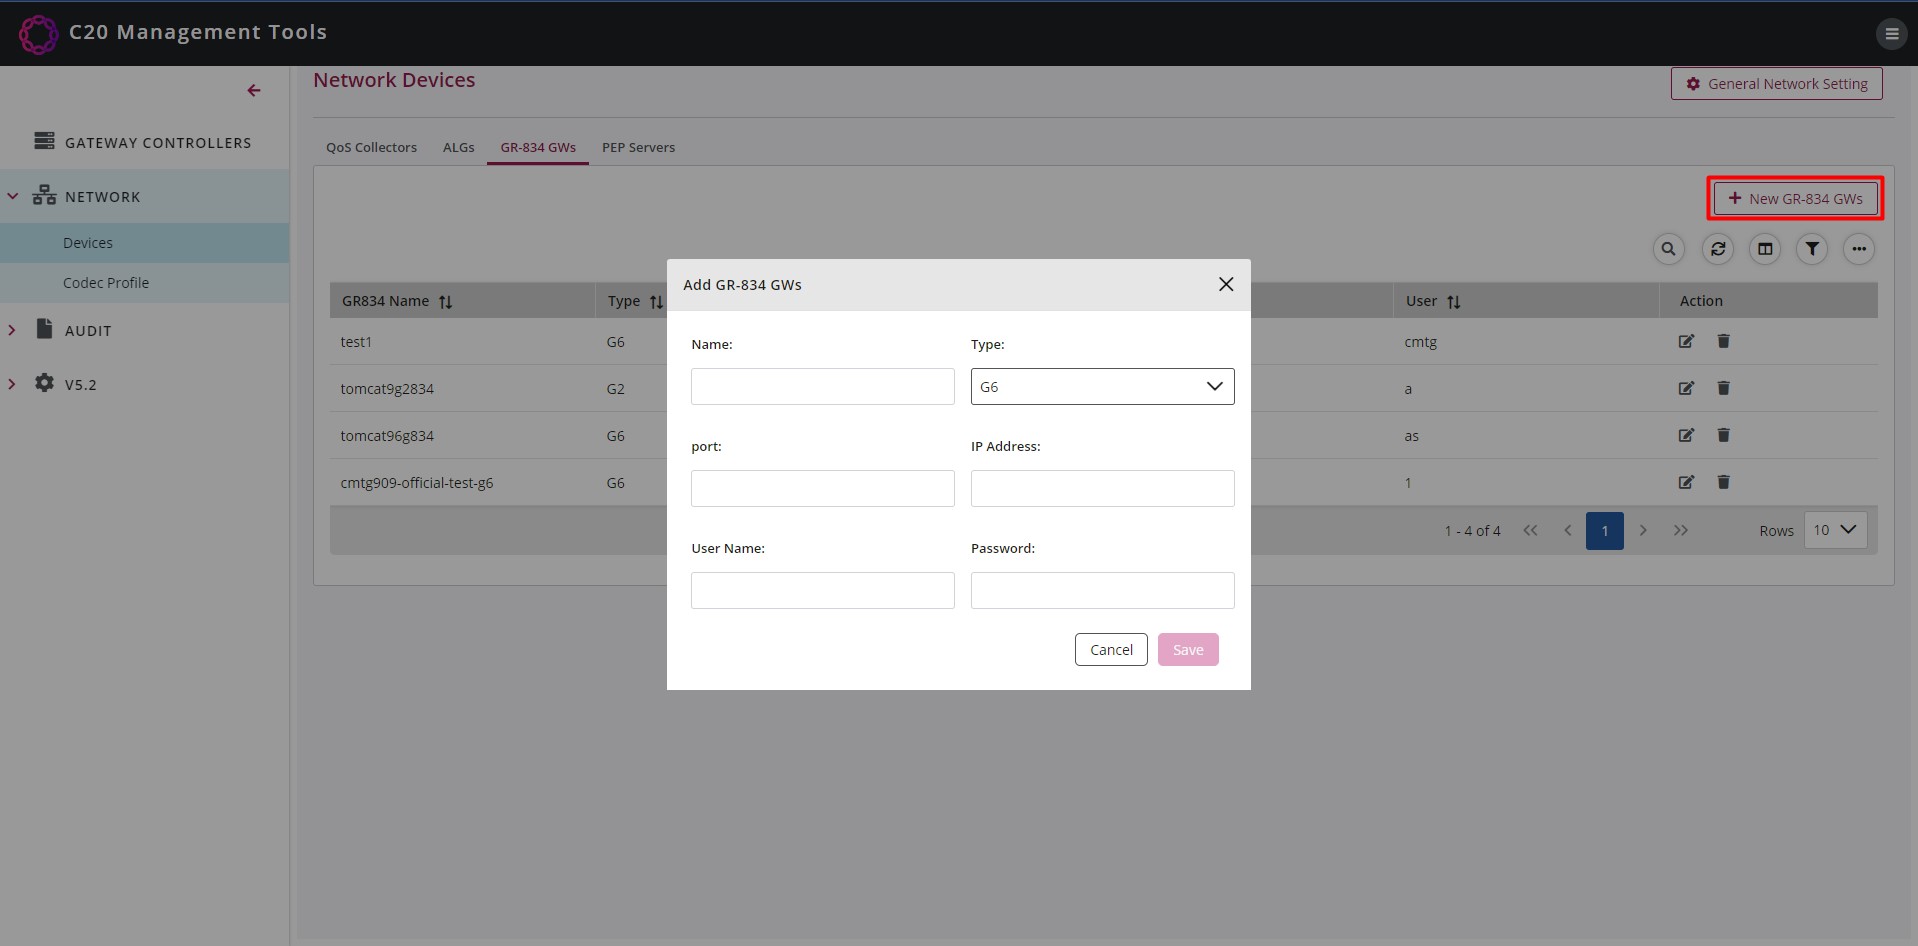 C20 Management Tools
Network Devices
General Network Setting
GATEWAY CONTROLLERS
NETWORK
Devices
Codec Profile
AUDIT
V5.2
QoS Collectors ALGs GR-834 GWs PEP Servers
New GR-834 GWs
GR834 Name Type User Action
test1 G6 cmtg
tomcat9g2834 G2 a
tomcat96g834 G6 as
cmtg909-official-test-g6 G6 1
1 - 4 of 4 1 Rows 10
Add GR-834 GWs
Name: Type:
G6
port: IP Address:
User Name: Password:
Cancel Save